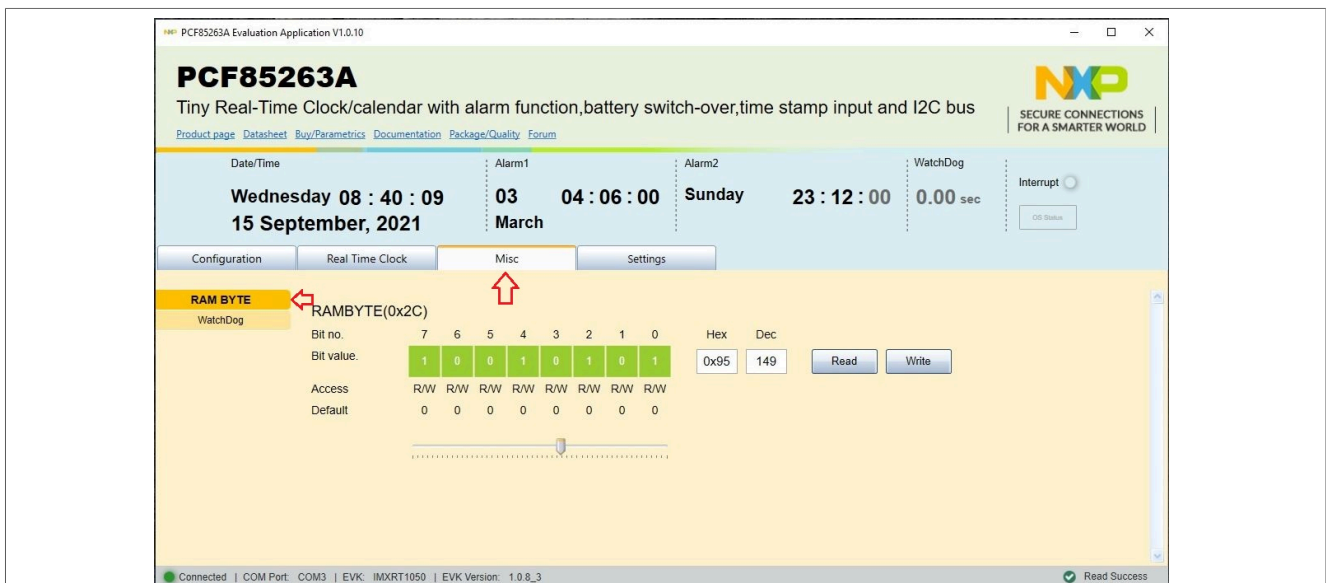 NXP PCF85263A Evaluation Application V1.0.10
PCF85263A
Tiny Real-Time Clock/calendar with alarm function,battery switch-over,time stamp input and I2C bus
Product page Datasheet Buy/Parametrics Documentation Package/Quality Forum
NXP
SECURE CONNECTIONS
FOR A SMARTER WORLD
Date/Time Alarm1 Alarm2 WatchDog
Interrupt
Wednesday 08 : 40 : 09 03 04 : 06 : 00 Sunday 23 : 12 : 00 0.00 sec
15 September, 2021 March
OS Status
Configuration Real Time Clock Misc Settings
RAM BYTE
WatchDog
RAMBYTE(0x2C)
Bit no. 7 6 5 4 3 2 1 0 Hex Dec
Bit value. 1 0 0 1 0 1 0 1 0x95 149 Read Write
Access R/W R/W R/W R/W R/W R/W R/W R/W
Default 0 0 0 0 0 0 0 0
Connected | COM Port: COM3 | EVK: IMXRT1050 | EVK Version: 1.0.8_3 Read Success